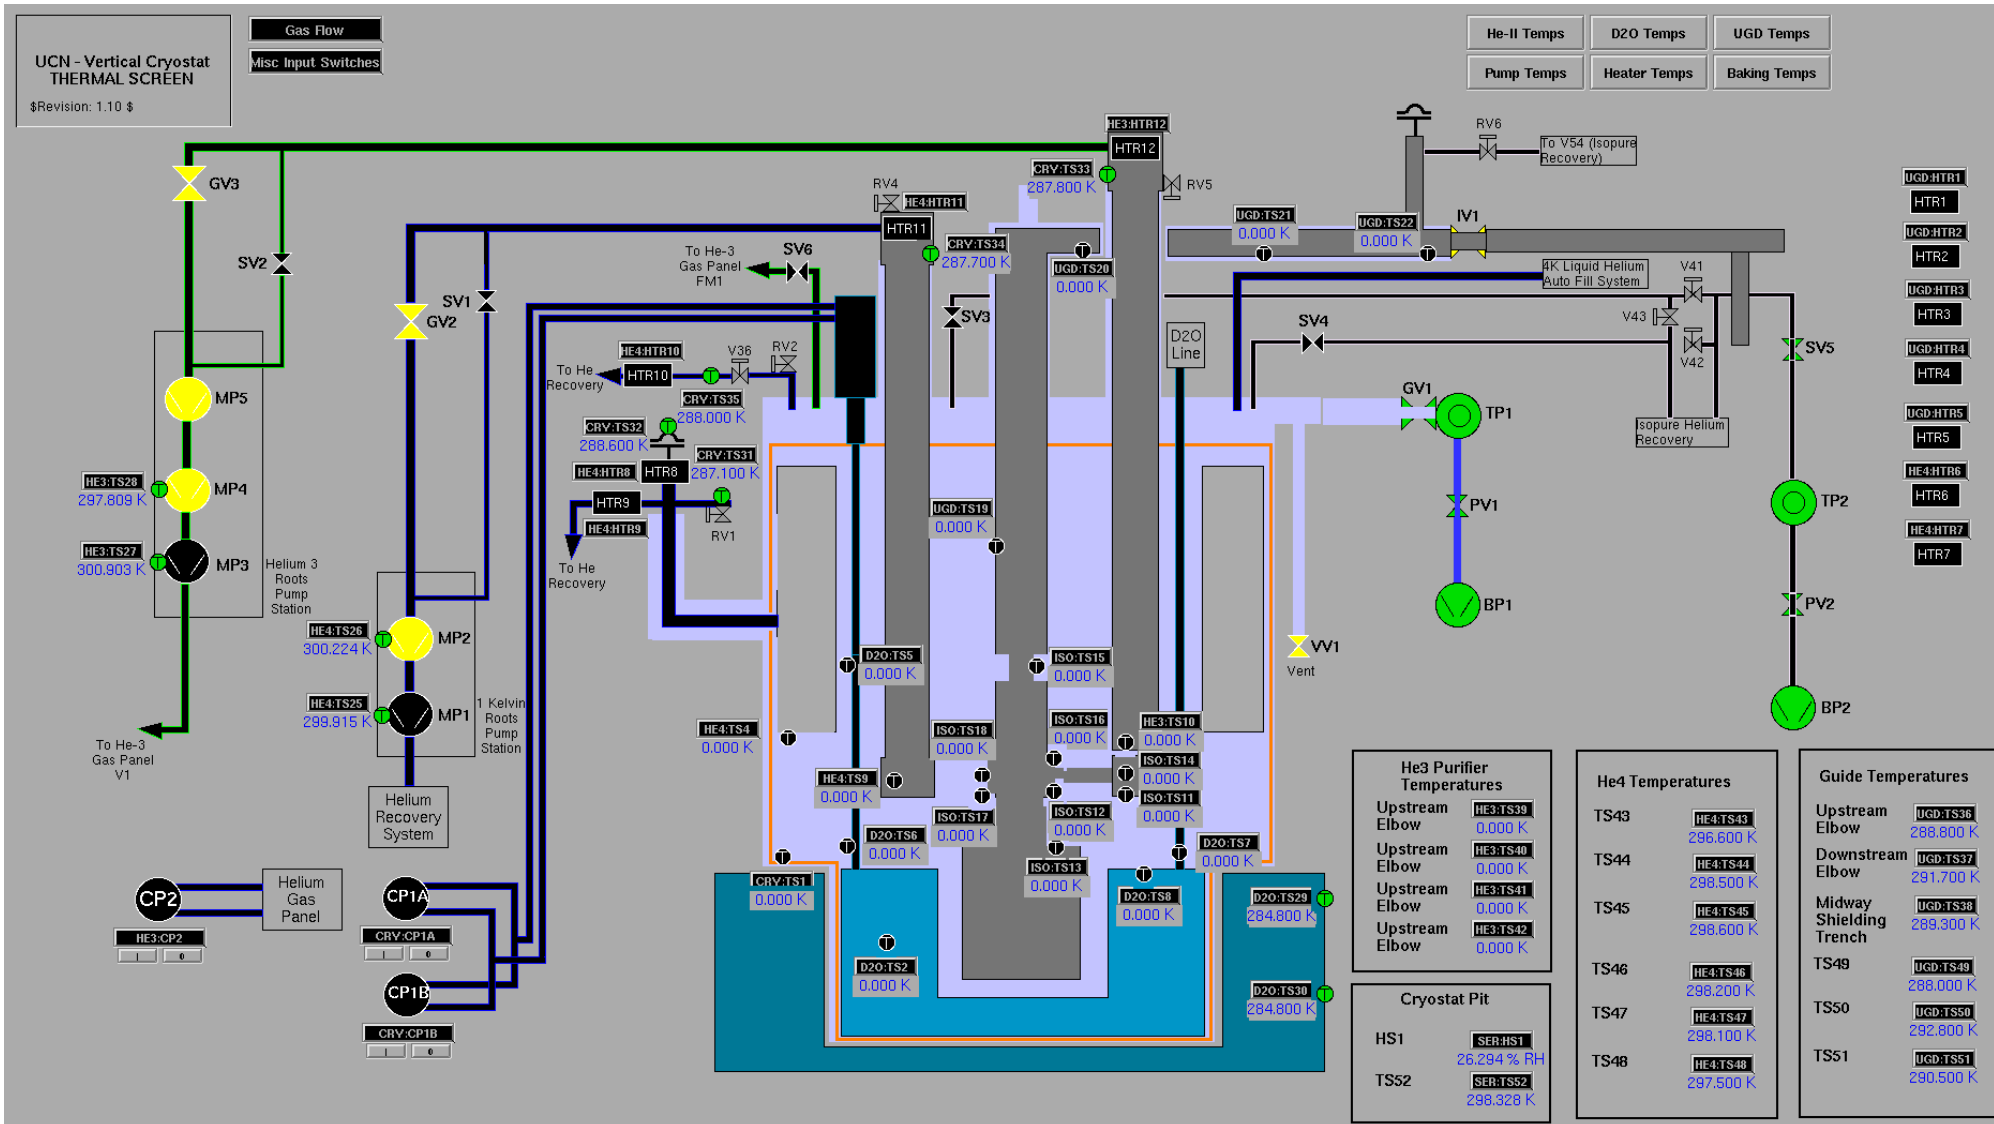 UCN - Vertical Cryostat
THERMAL SCREEN
$Revision: 1.10 $
Gas Flow
Misc Input Switches
He-II Temps
D2O Temps
UGD Temps
Pump Temps
Heater Temps
Baking Temps
GV3
SV2
MP5
HE3:TS28
297.809 K
MP4
HE3:TS27
300.903 K
MP3
Helium 3
Roots
Pump
Station
To He-3
Gas Panel
V1
SV1
GV2
HE4:TS26
300.224 K
MP2
HE4:TS25
299.915 K
MP1
1 Kelvin
Roots
Pump
Station
Helium
Recovery
System
CP2
Helium
Gas
Panel
HE3:CP2
I
0
CP1A
CRY:CP1A
I
0
CP1B
CRY:CP1B
I
0
To He-3
Gas Panel
FM1
SV6
RV4
HE4:HTR11
HTR11
CRY:TS34
287.700 K
HE4:HTR10
V36
RV2
To He
Recovery
HTR10
CRY:TS35
288.000 K
CRY:TS32
288.600 K
CRY:TS31
287.100 K
HE4:HTR8
HTR8
HTR9
HE4:HTR9
RV1
To He
Recovery
HE3:HTR12
HTR12
CRY:TS33
287.800 K
RV5
UGD:TS20
0.000 K
SV3
UGD:TS21
0.000 K
UGD:TS22
0.000 K
IV1
RV6
To V54 (Isopure
Recovery)
4K Liquid Helium
Auto Fill System
V41
V43
V42
D2O
Line
SV4
SV5
GV1
TP1
Isopure Helium
Recovery
PV1
TP2
BP1
PV2
VV1
Vent
BP2
UGD:TS19
0.000 K
D2O:TS5
0.000 K
ISO:TS15
0.000 K
HE4:TS4
0.000 K
ISO:TS18
0.000 K
ISO:TS16
0.000 K
HE3:TS10
0.000 K
HE4:TS9
0.000 K
ISO:TS14
0.000 K
ISO:TS17
0.000 K
ISO:TS12
0.000 K
ISO:TS11
0.000 K
D2O:TS6
0.000 K
D2O:TS7
0.000 K
ISO:TS13
0.000 K
CRY:TS1
0.000 K
D2O:TS8
0.000 K
D2O:TS2
0.000 K
D2O:TS29
284.800 K
D2O:TS30
284.800 K
UGD:HTR1
HTR1
UGD:HTR2
HTR2
UGD:HTR3
HTR3
UGD:HTR4
HTR4
UGD:HTR5
HTR5
HE4:HTR6
HTR6
HE4:HTR7
HTR7
He3 Purifier
Temperatures
Upstream
Elbow
HE3:TS39
0.000 K
Upstream
Elbow
HE3:TS40
0.000 K
Upstream
Elbow
HE3:TS41
0.000 K
Upstream
Elbow
HE3:TS42
0.000 K
Cryostat Pit
HS1
SER:HS1
26.294 % RH
TS52
SER:TS52
298.328 K
He4 Temperatures
TS43
HE4:TS43
296.600 K
TS44
HE4:TS44
298.500 K
TS45
HE4:TS45
298.600 K
TS46
HE4:TS46
298.200 K
TS47
HE4:TS47
298.100 K
TS48
HE4:TS48
297.500 K
Guide Temperatures
Upstream
Elbow
UGD:TS36
288.800 K
Downstream
Elbow
UGD:TS37
291.700 K
Midway
Shielding
Trench
UGD:TS38
289.300 K
TS49
UGD:TS49
288.000 K
TS50
UGD:TS50
292.800 K
TS51
UGD:TS51
290.500 K